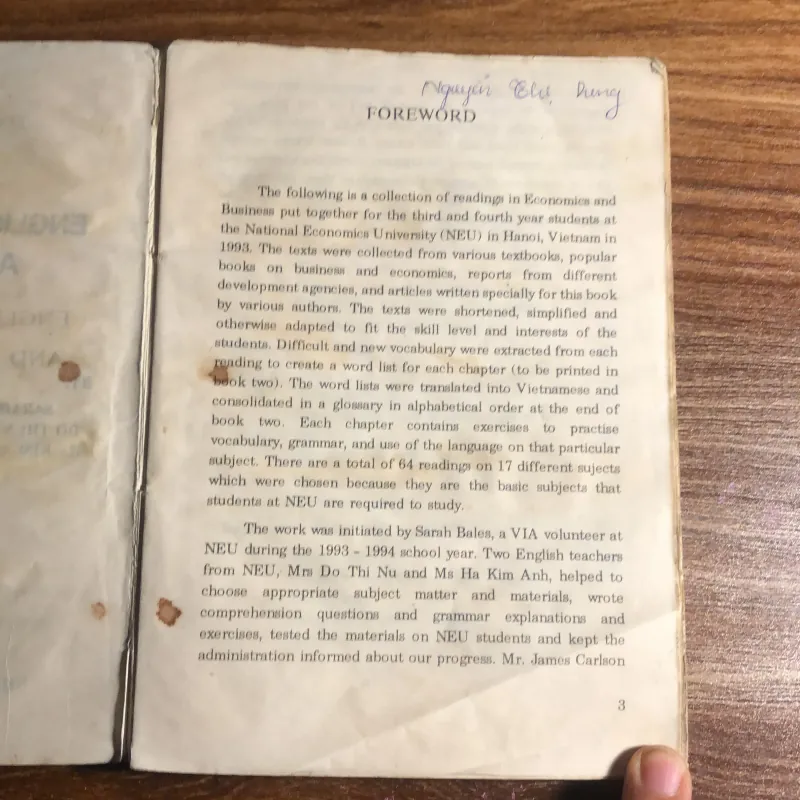 Nguyễn Thị Dung
FOREWORD
The following is a collection of readings in Economics and
Business put together for the third and fourth year students at
the National Economics University (NEU) in Hanoi, Vietnam in
1993. The texts were collected from various textbooks, popular
books on business and economics, reports from different
development agencies, and articles written specially for this book
by various authors. The texts were shortened, simplified and
otherwise adapted to fit the skill level and interests of the
students. Difficult and new vocabulary were extracted from each
reading to create a word list for each chapter (to be printed in
book two). The word lists were translated into Vietnamese and
consolidated in a glossary in alphabetical order at the end of
book two. Each chapter contains exercises to practise
vocabulary, grammar, and use of the language on that particular
subject. There are a total of 64 readings on 17 different sujects
which were chosen because they are the basic subjects that
students at NEU are required to study.
The work was initiated by Sarah Bales, a VIA volunteer at
NEU during the 1993 - 1994 school year. Two English teachers
from NEU, Mrs Do Thi Nu and Ms Ha Kim Anh, helped to
choose appropriate subject matter and materials, wrote
comprehension questions and grammar explanations and
exercises, tested the materials on NEU students and kept the
administration informed about our progress. Mr. James Carlson
3